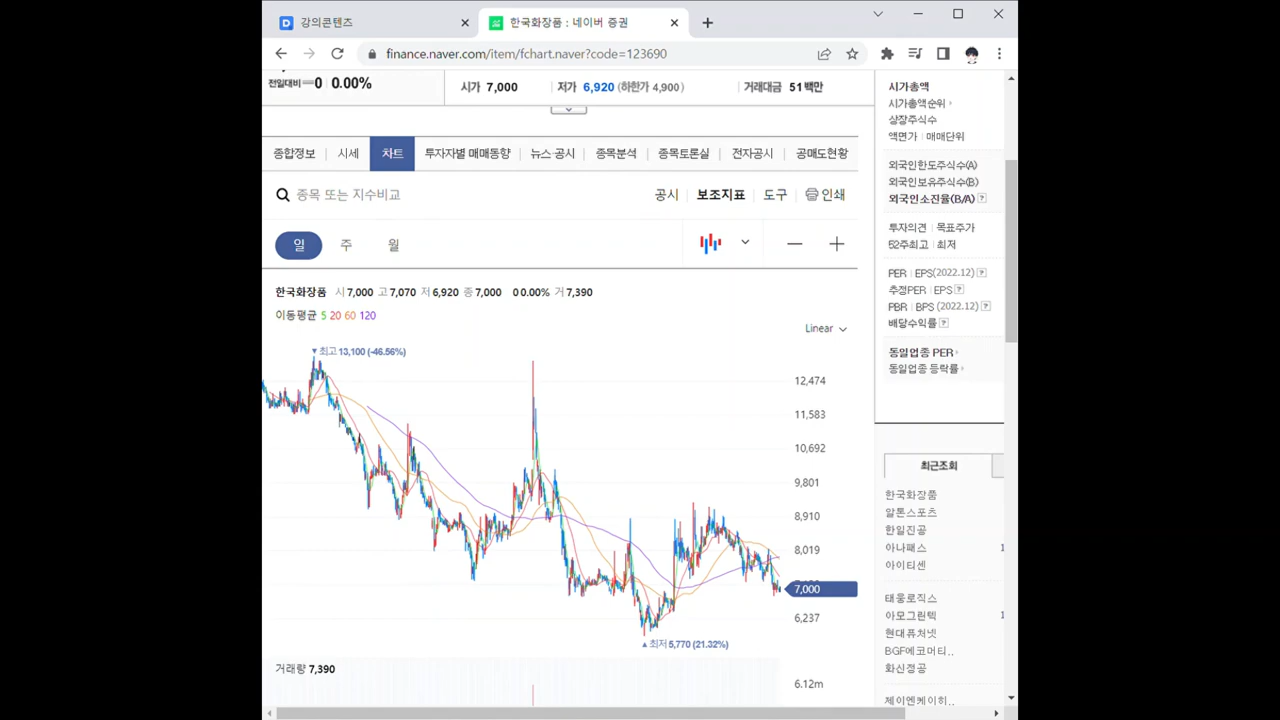 강의콘텐츠
한국화장품 : 네이버 증권
finance.naver.com/item/fchart.naver?code=123690
전일대비 0 0.00%
시가 7,000
저가 6,920 (하한가 4,900)
거래대금 51백만
종합정보 시세 차트 투자자별 매매동향 뉴스·공시 종목분석 종목토론실 전자공시 공매도현황
종목 또는 지수비교
공시 보조지표 도구 인쇄
일 주 월
한국화장품 시 7,000 고 7,070 저 6,920 종 7,000 0 0.00% 거 7,390
이동평균 5 20 60 120
Linear
▼최고 13,100 (-46.56%)
12,474
11,583
10,692
9,801
8,910
8,019
7,000
6,237
▲최저 5,770 (21.32%)
거래량 7,390
6.12m
시가총액
시가총액순위
상장주식수
액면가 | 매매단위
외국인한도주식수(A)
외국인보유주식수(B)
외국인소진율(B/A) ?
투자의견 | 목표주가
52주최고 | 최저
PER | EPS(2022.12) ?
추정PER | EPS ?
PBR | BPS (2022.12) ?
배당수익률 ?
동일업종 PER
동일업종 등락률
최근조회
한국화장품
알톤스포츠
한일진공
아나패스 1
아이티센
태웅로직스
아모그린텍 1
현대퓨처넷
BGF에코머티..
화신정공
제이엔케이히..